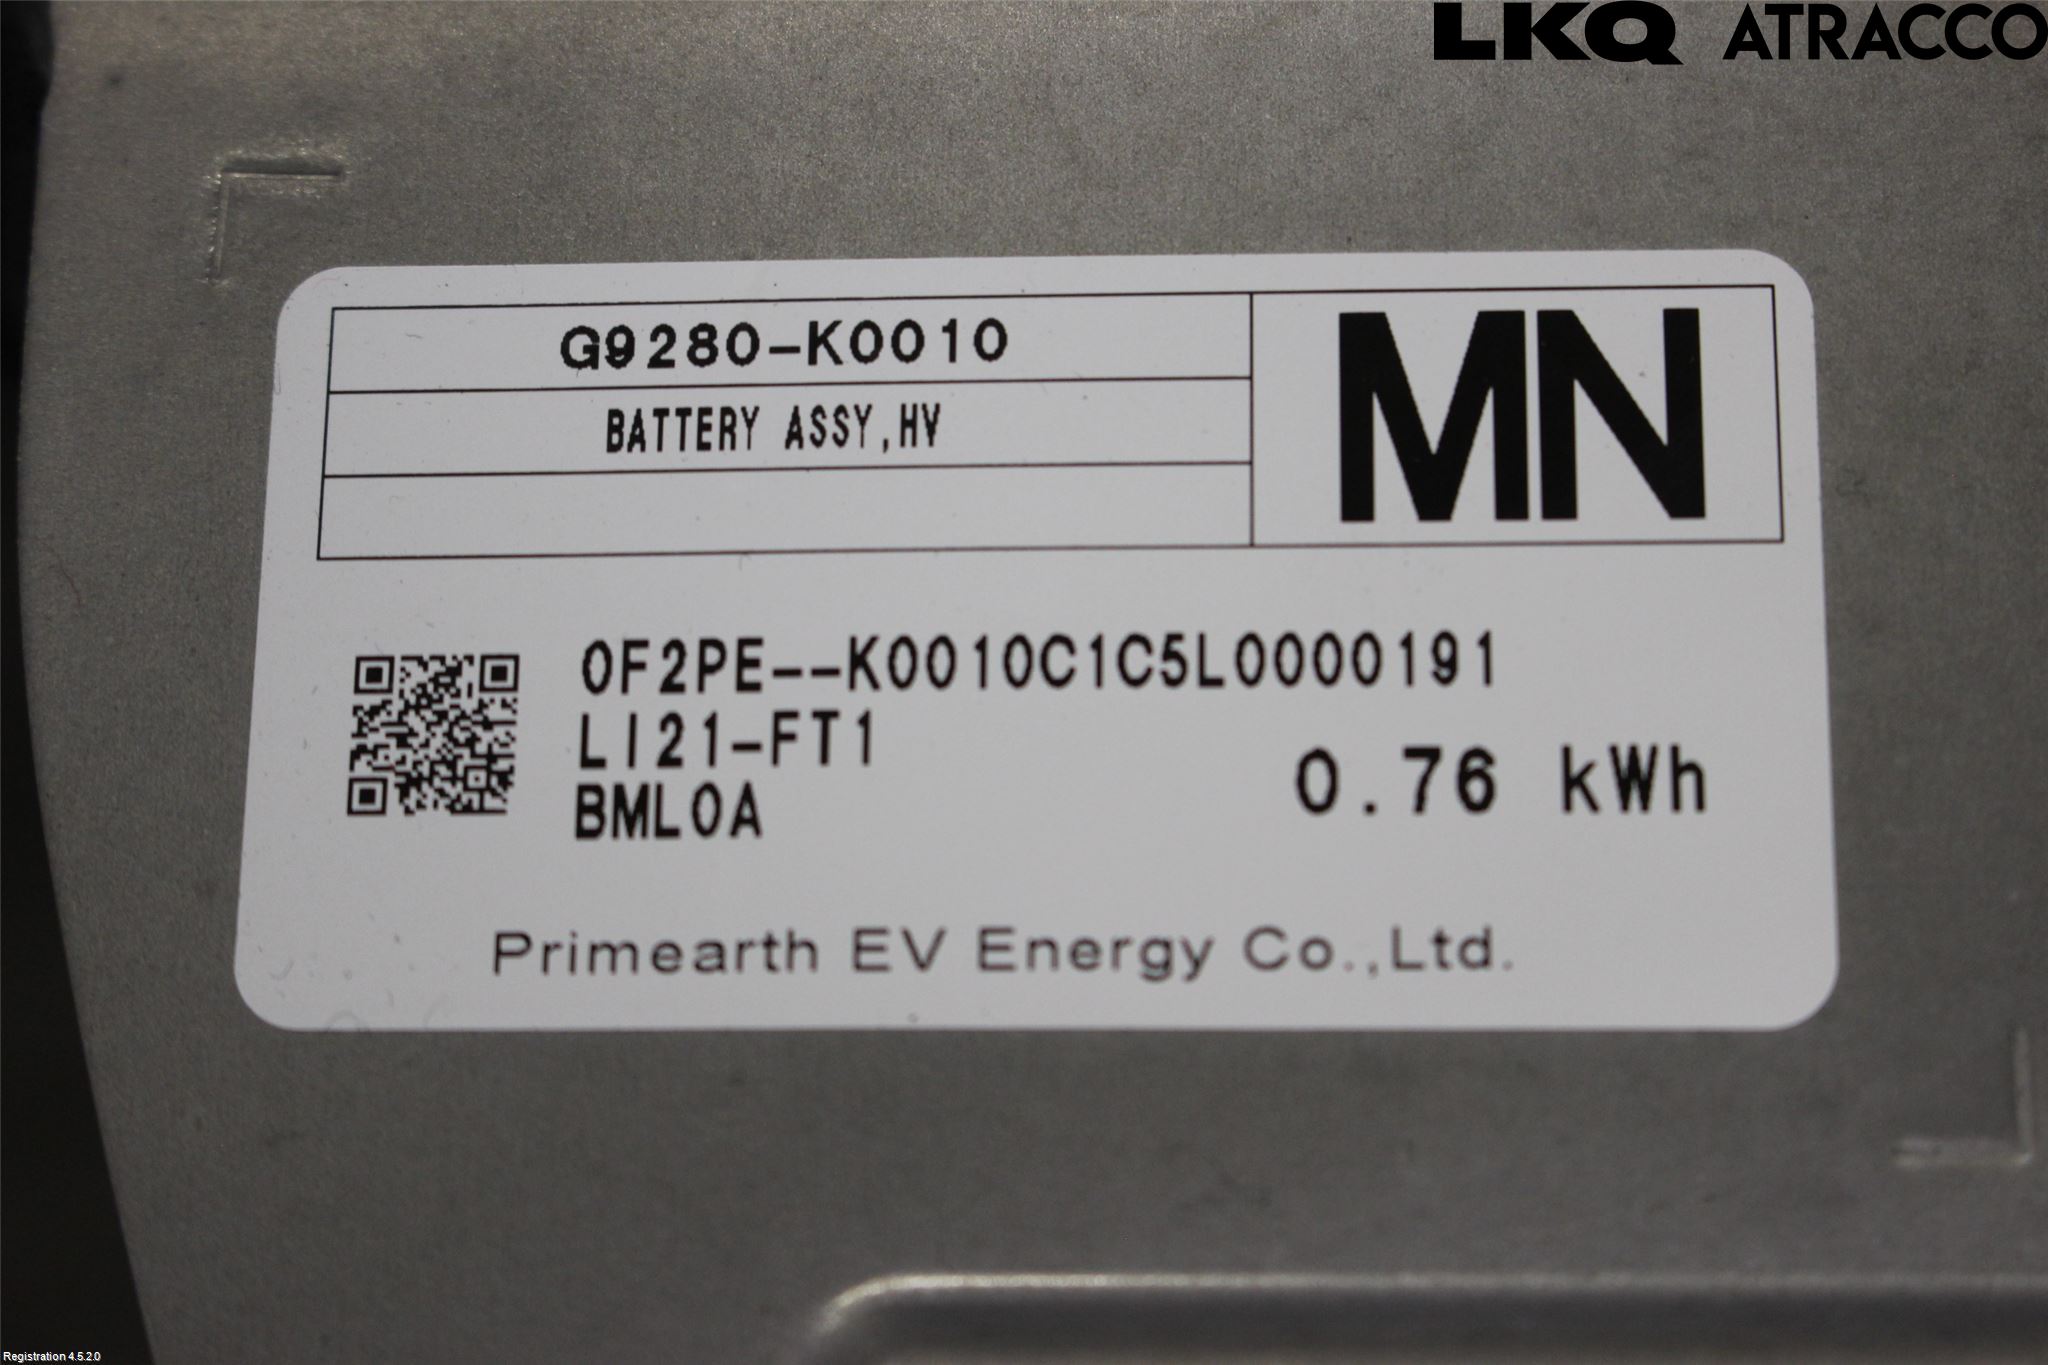 LKQ ATRACCO
G9280-K0010
BATTERY ASSY,HV
MN
0F2PE--K0010C1C5L0000191
LI21-FT1
BML0A
0.76 kWh
Primearth EV Energy Co.,Ltd.
Registration 4.5.2.0